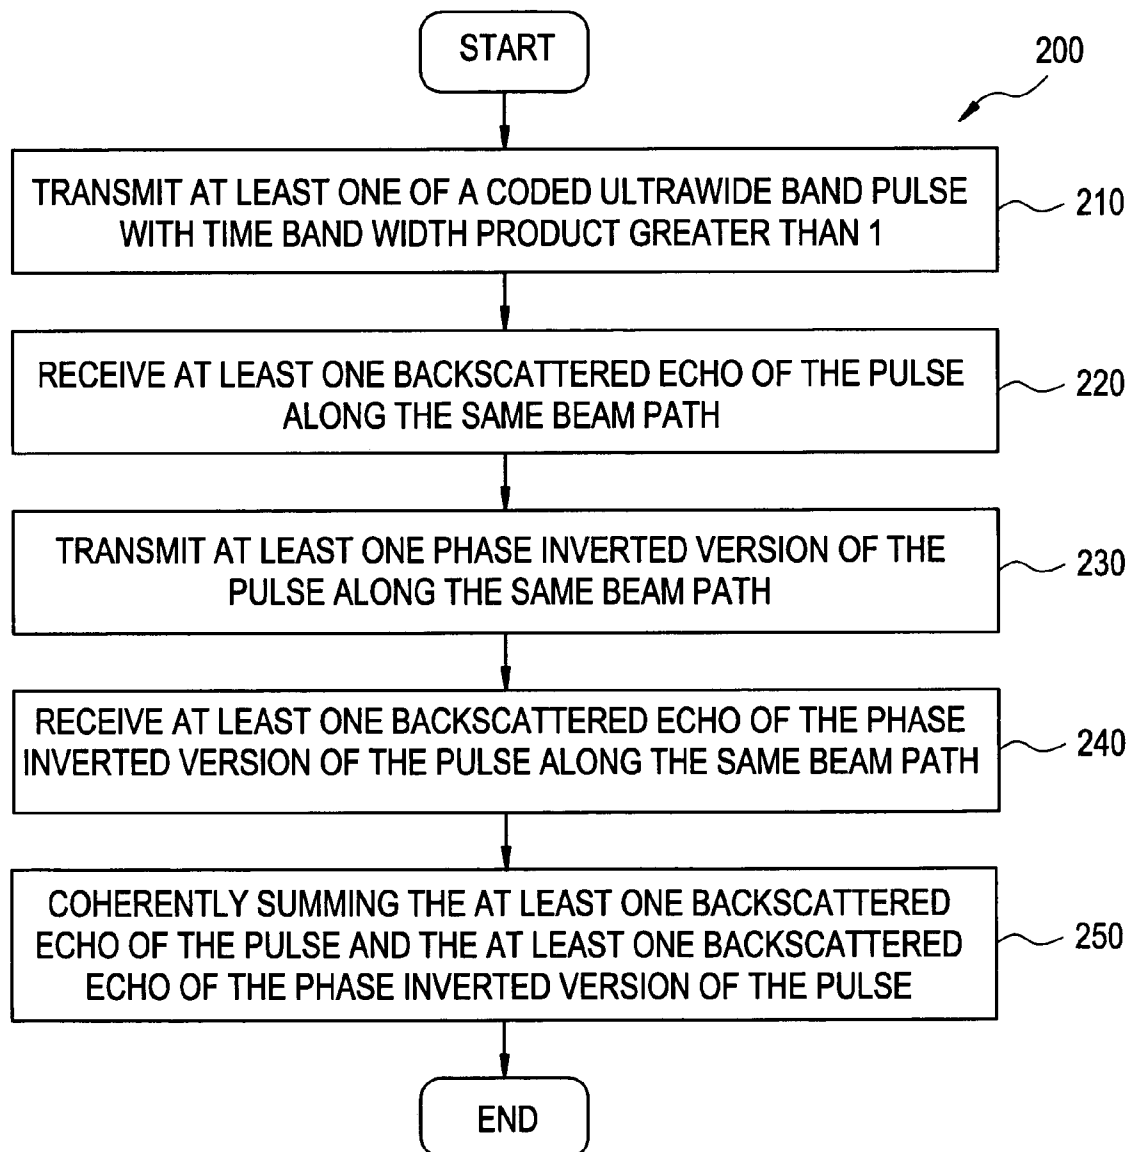 START
200
TRANSMIT AT LEAST ONE OF A CODED ULTRAWIDE BAND PULSE
WITH TIME BAND WIDTH PRODUCT GREATER THAN 1
210
RECEIVE AT LEAST ONE BACKSCATTERED ECHO OF THE PULSE
ALONG THE SAME BEAM PATH
220
TRANSMIT AT LEAST ONE PHASE INVERTED VERSION OF THE
PULSE ALONG THE SAME BEAM PATH
230
RECEIVE AT LEAST ONE BACKSCATTERED ECHO OF THE PHASE
INVERTED VERSION OF THE PULSE ALONG THE SAME BEAM PATH
240
COHERENTLY SUMMING THE AT LEAST ONE BACKSCATTERED
ECHO OF THE PULSE AND THE AT LEAST ONE BACKSCATTERED
ECHO OF THE PHASE INVERTED VERSION OF THE PULSE
250
END